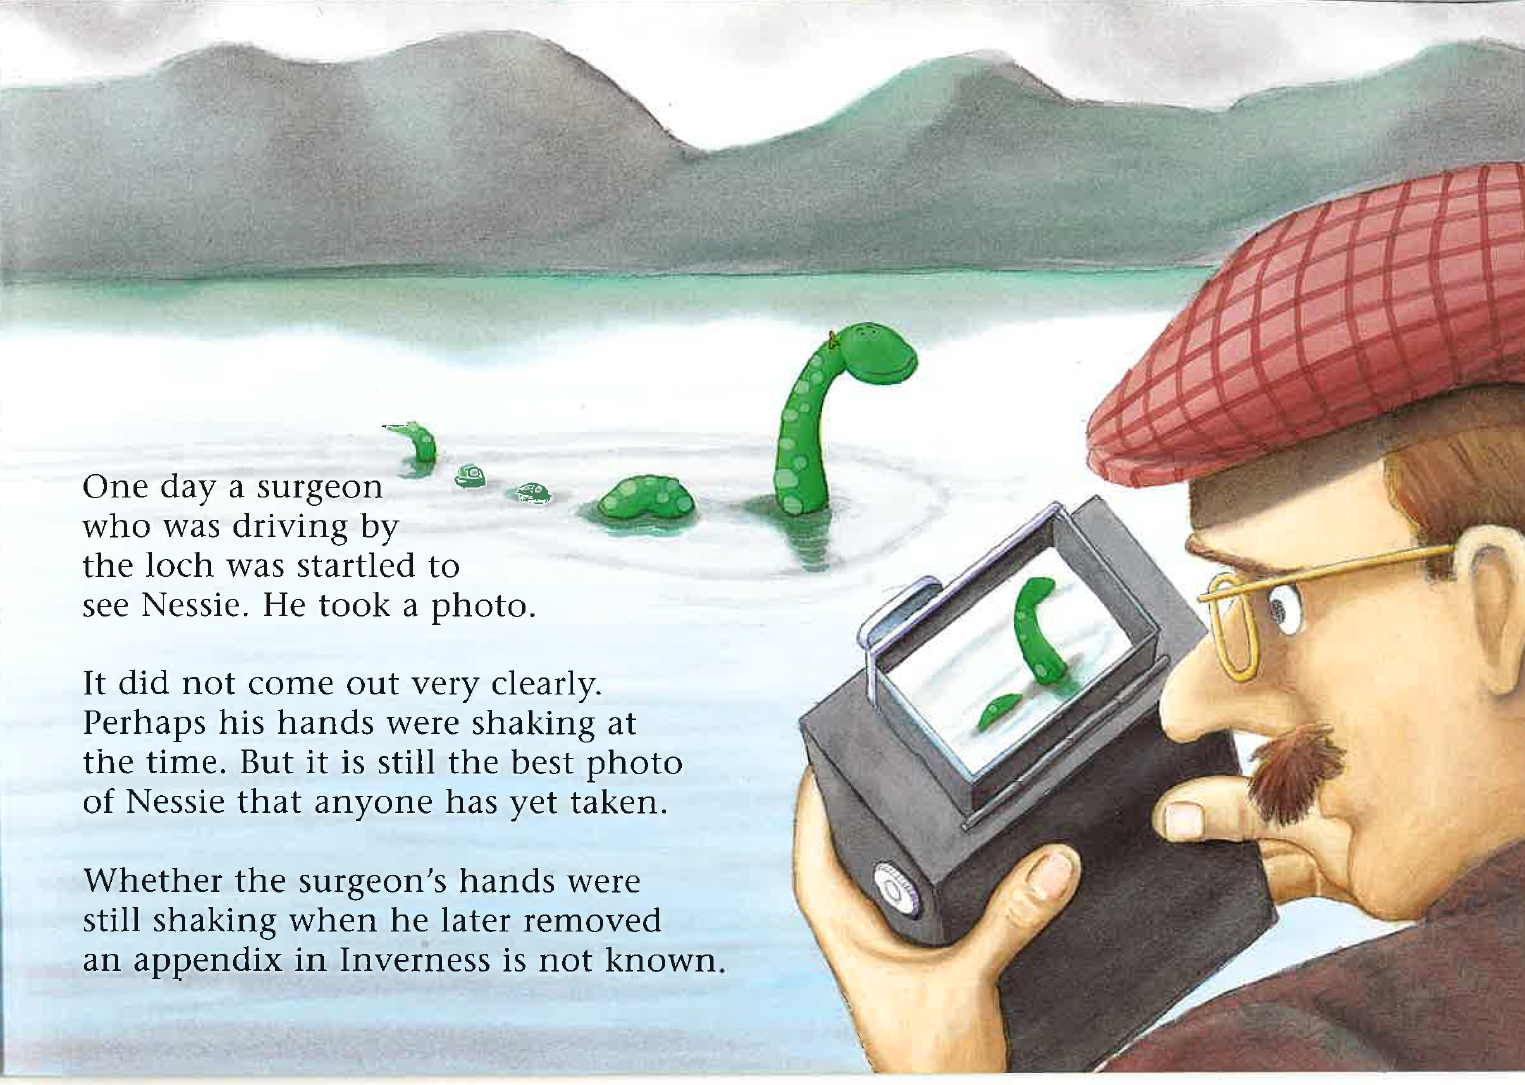 One day a surgeon
who was driving by
the loch was startled to
see Nessie. He took a photo.
It did not come out very clearly.
Perhaps his hands were shaking at
the time. But it is still the best photo
of Nessie that anyone has yet taken.
Whether the surgeon's hands were
still shaking when he later removed
an appendix in Inverness is not known.